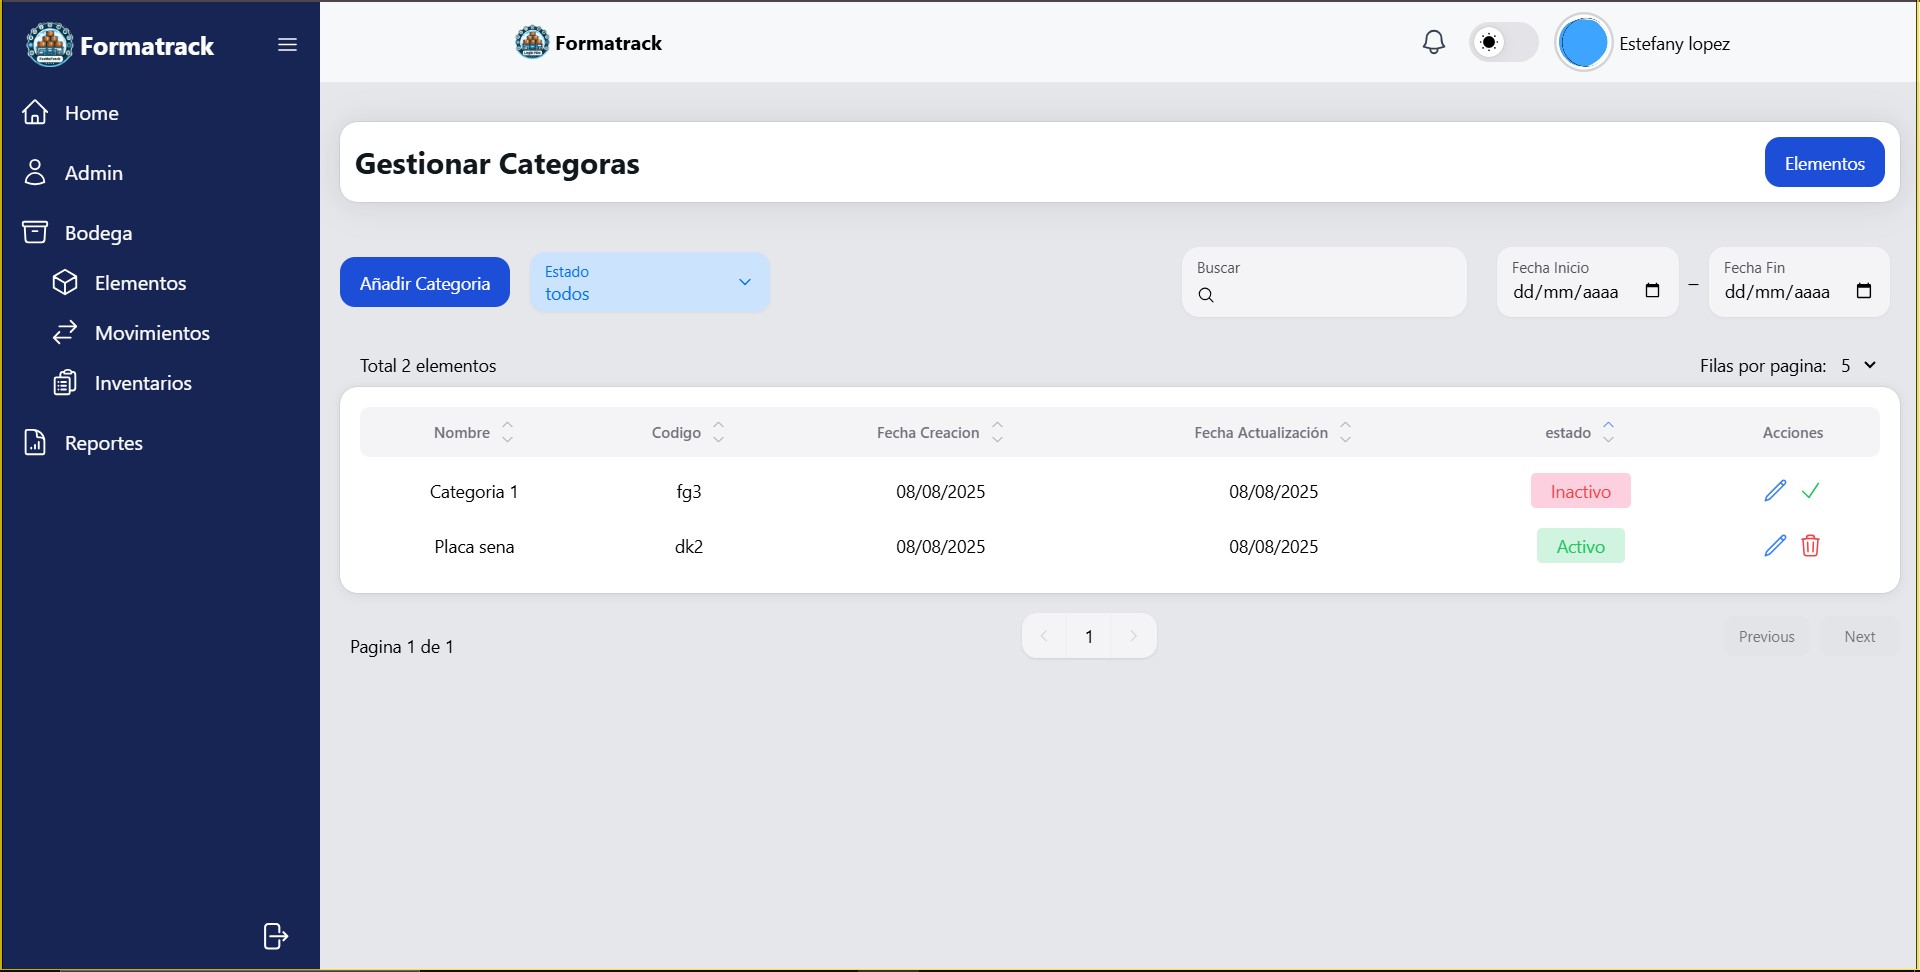 Formatrack
Home
Admin
Bodega
Elementos
Movimientos
Inventarios
Reportes
Formatrack
Estefany lopez
Gestionar Categoras
Elementos
Añadir Categoria
Estado
todos
Buscar
Fecha Inicio
dd/mm/aaaa
–
Fecha Fin
dd/mm/aaaa
Total 2 elementos
Filas por pagina: 5
Nombre Codigo Fecha Creacion Fecha Actualización estado Acciones
Categoria 1 fg3 08/08/2025 08/08/2025 Inactivo
Placa sena dk2 08/08/2025 08/08/2025 Activo
Pagina 1 de 1
1
Previous Next